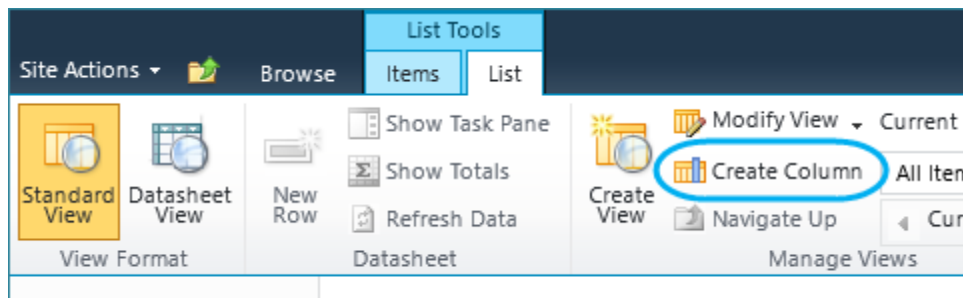 List Tools
Site Actions
Browse
Items
List
Standard
View
Datasheet
View
View Format
New
Row
Show Task Pane
Show Totals
Refresh Data
Datasheet
Create
View
Modify View
Create Column
Navigate Up
Current
All
Manage Views